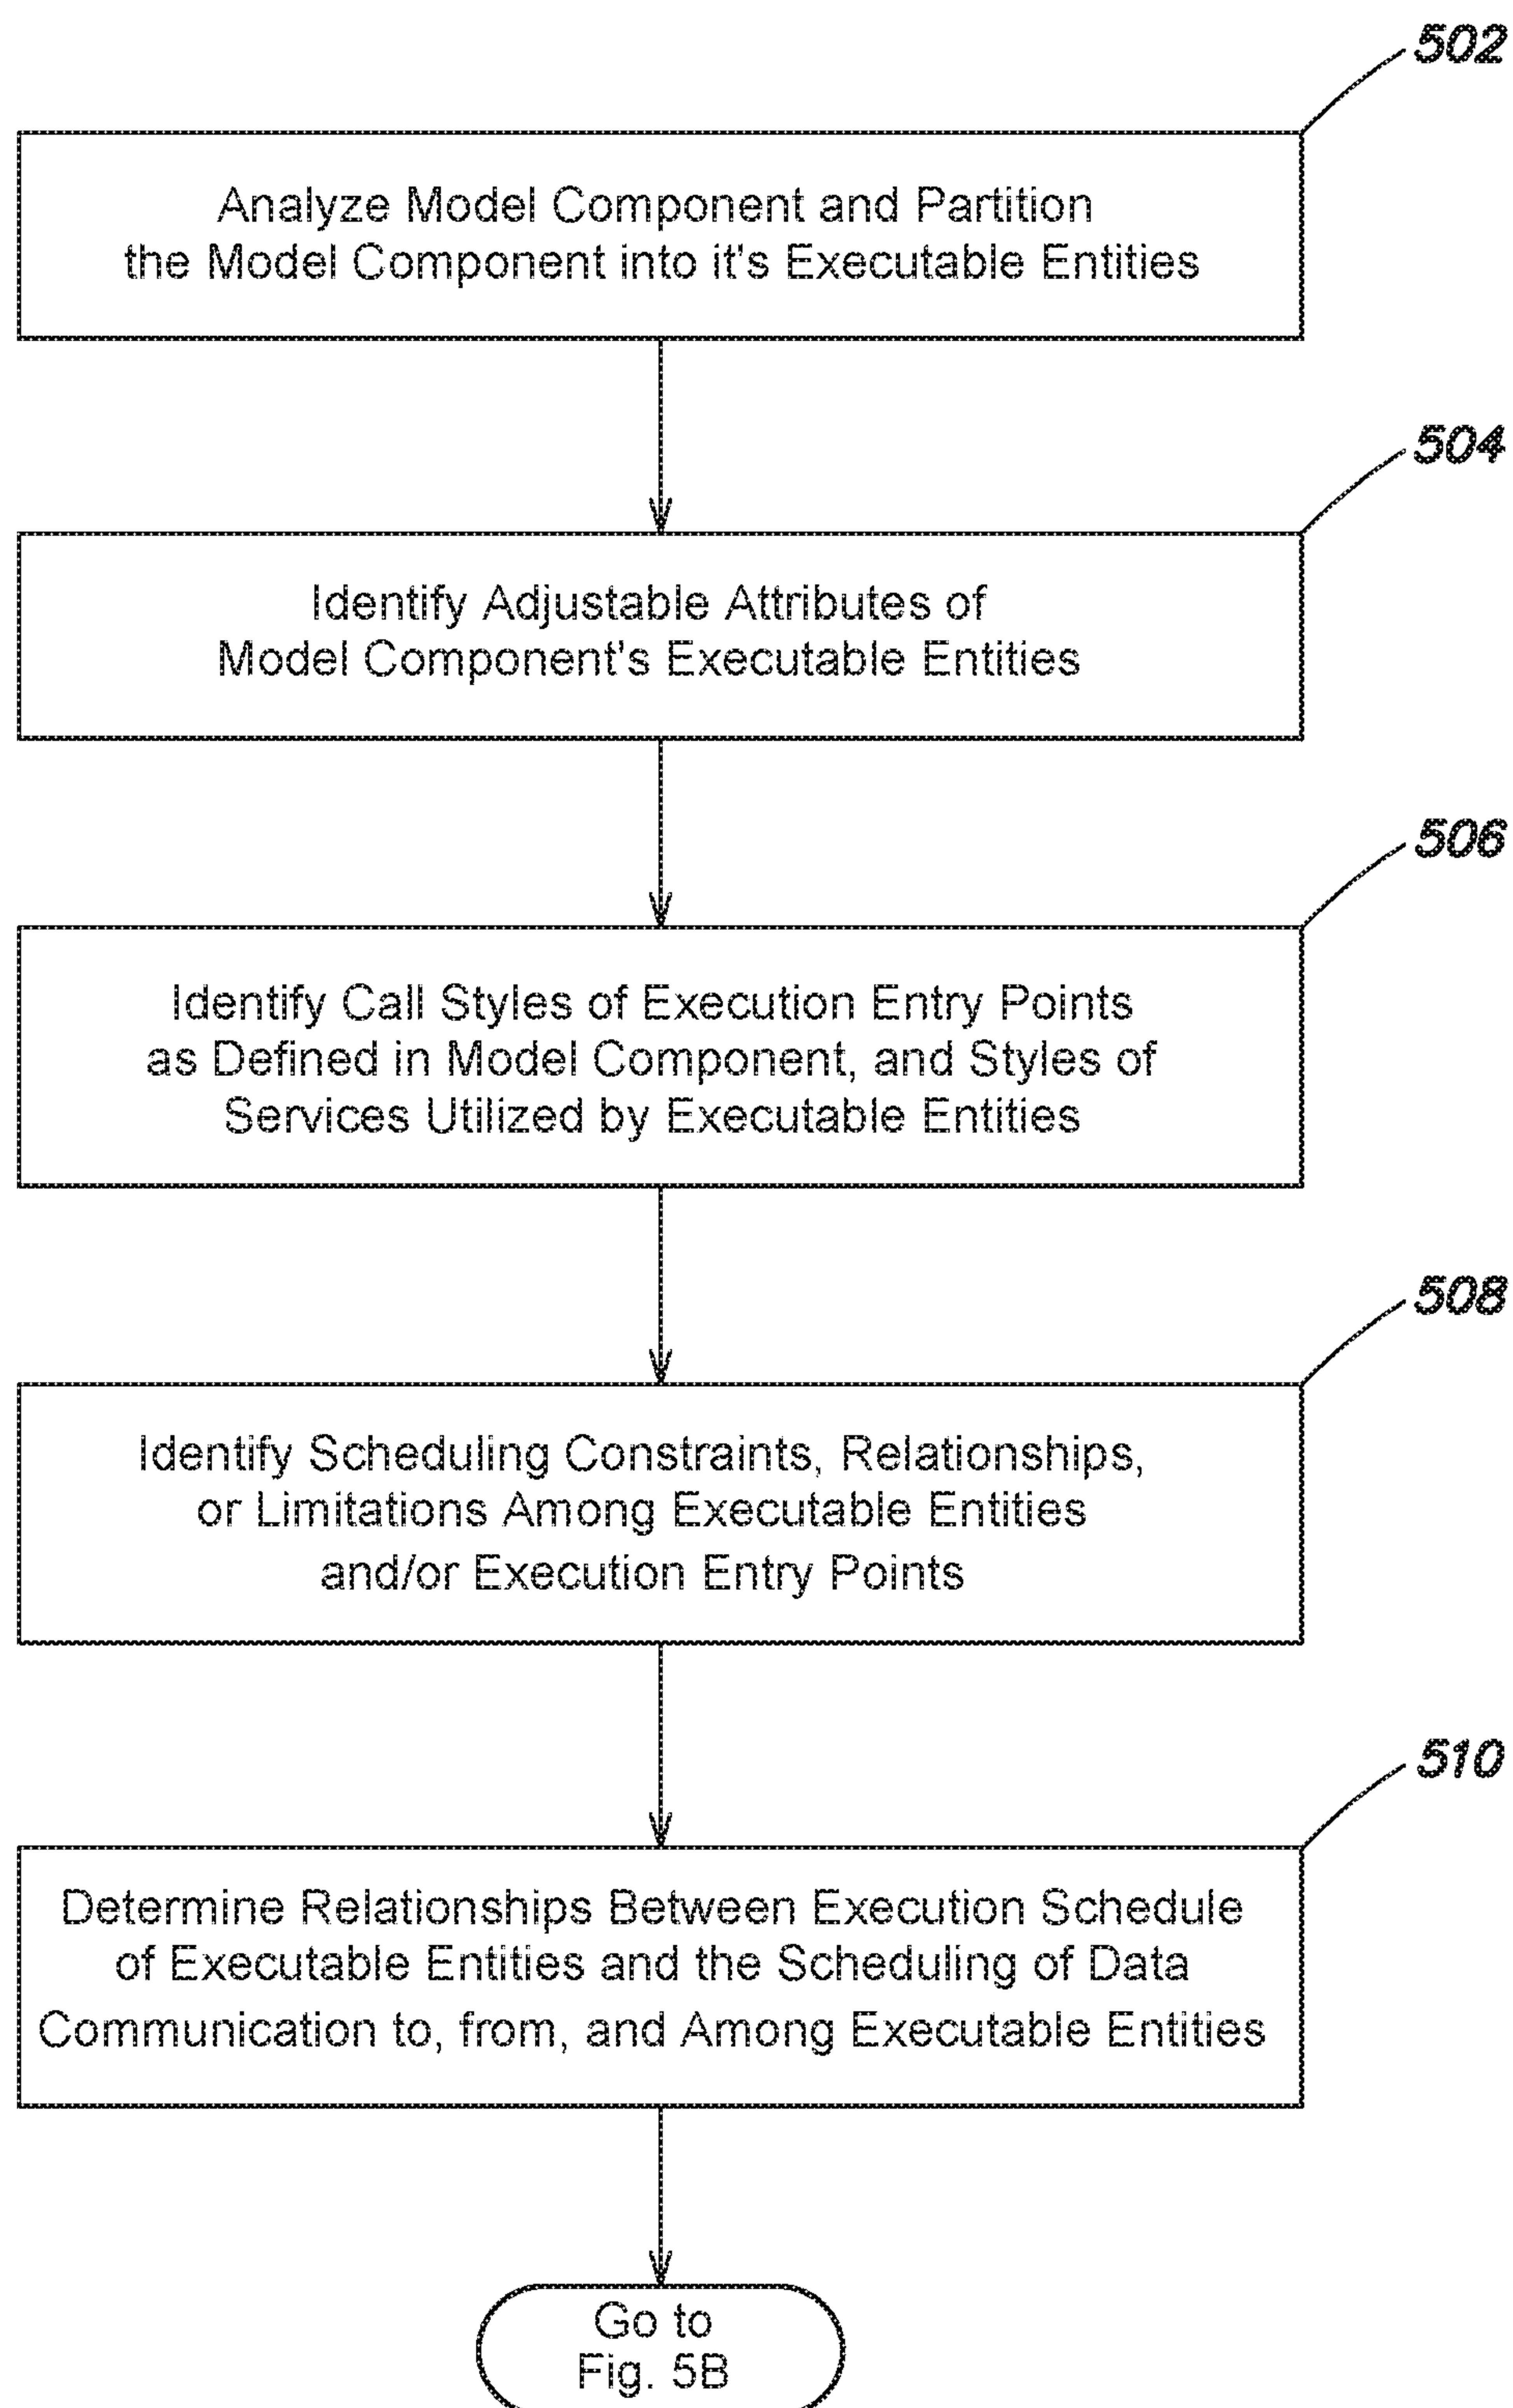 502
Analyze Model Component and Partition
the Model Component into it's Executable Entities
504
Identify Adjustable Attributes of
Model Component's Executable Entities
506
Identify Call Styles of Execution Entry Points
as Defined in Model Component, and Styles of
Services Utilized by Executable Entities
508
Identify Scheduling Constraints, Relationships,
or Limitations Among Executable Entities
and/or Execution Entry Points
510
Determine Relationships Between Execution Schedule
of Executable Entities and the Scheduling of Data
Communication to, from, and Among Executable Entities
Go to
Fig. 5B